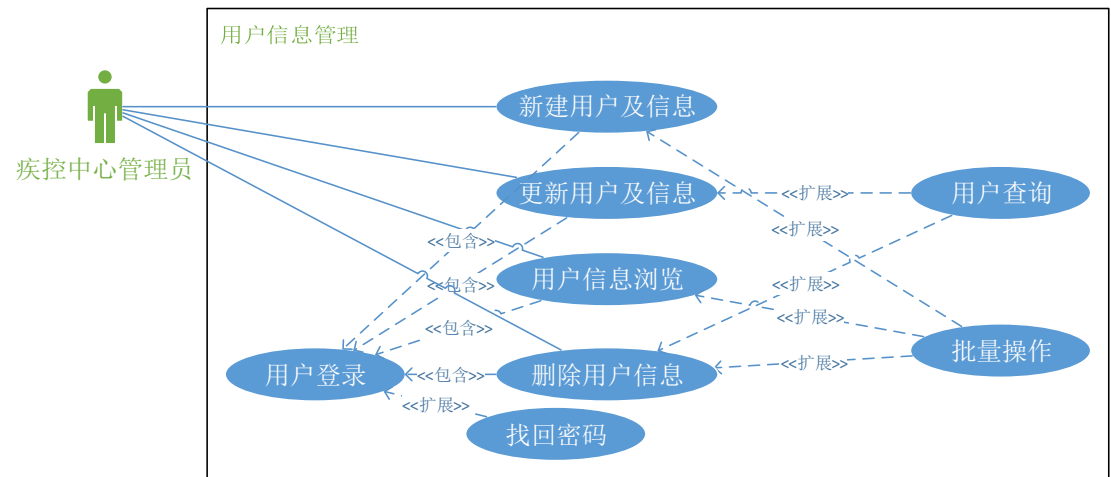 用户信息管理
疾控中心管理员
新建用户及信息
更新用户及信息
<<扩展>>
用户查询
<<扩展>>
<<包含>>
用户信息浏览
<<包含>>
<<扩展>>
<<包含>>
<<扩展>>
批量操作
用户登录
<<包含>>
删除用户信息
<<扩展>>
<<扩展>>
找回密码